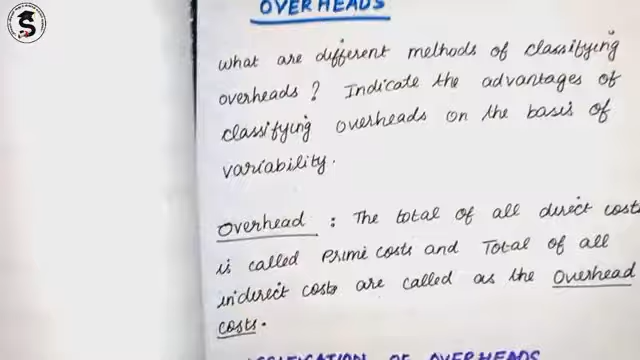 OVERHEADS
What are different methods of classifying
overheads? Indicate the advantages of
classifying overheads on the basis of
variability.
Overhead : The total of all direct costs
is called Prime costs and Total of all
indirect costs are called as the Overhead
costs.
OF OVERHEADS